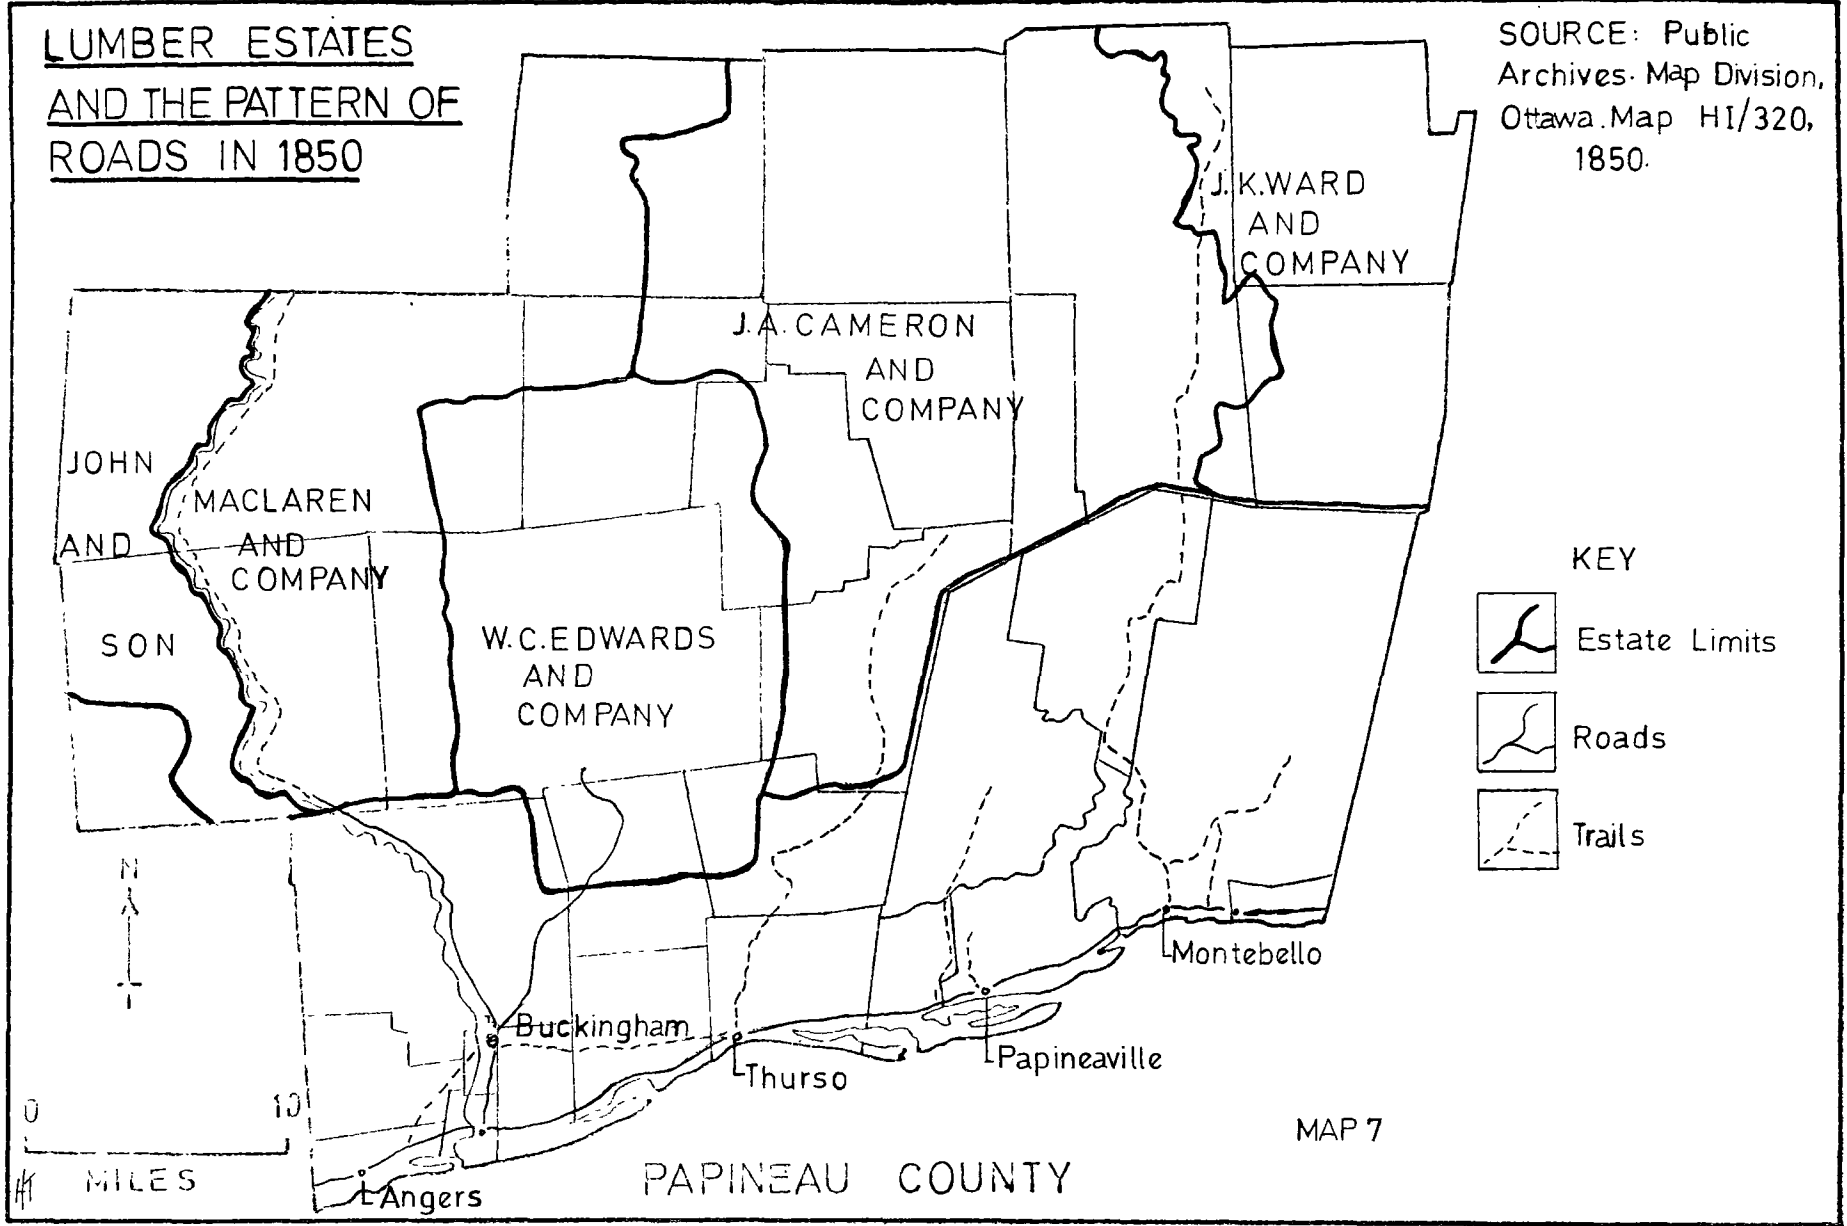 LUMBER ESTATES
AND THE PATTERN OF
ROADS IN 1850
SOURCE: Public
Archives. Map Division,
Ottawa. Map HI/320,
1850.
J.K.WARD
AND
COMPANY
J.A.CAMERON
AND
COMPANY
JOHN
AND
SON
MACLAREN
AND
COMPANY
W.C.EDWARDS
AND
COMPANY
KEY
Estate Limits
Roads
Trails
N
Montebello
Buckingham
Papineaville
Thurso
Angers
0 10
MILES
MAP 7
PAPINEAU COUNTY